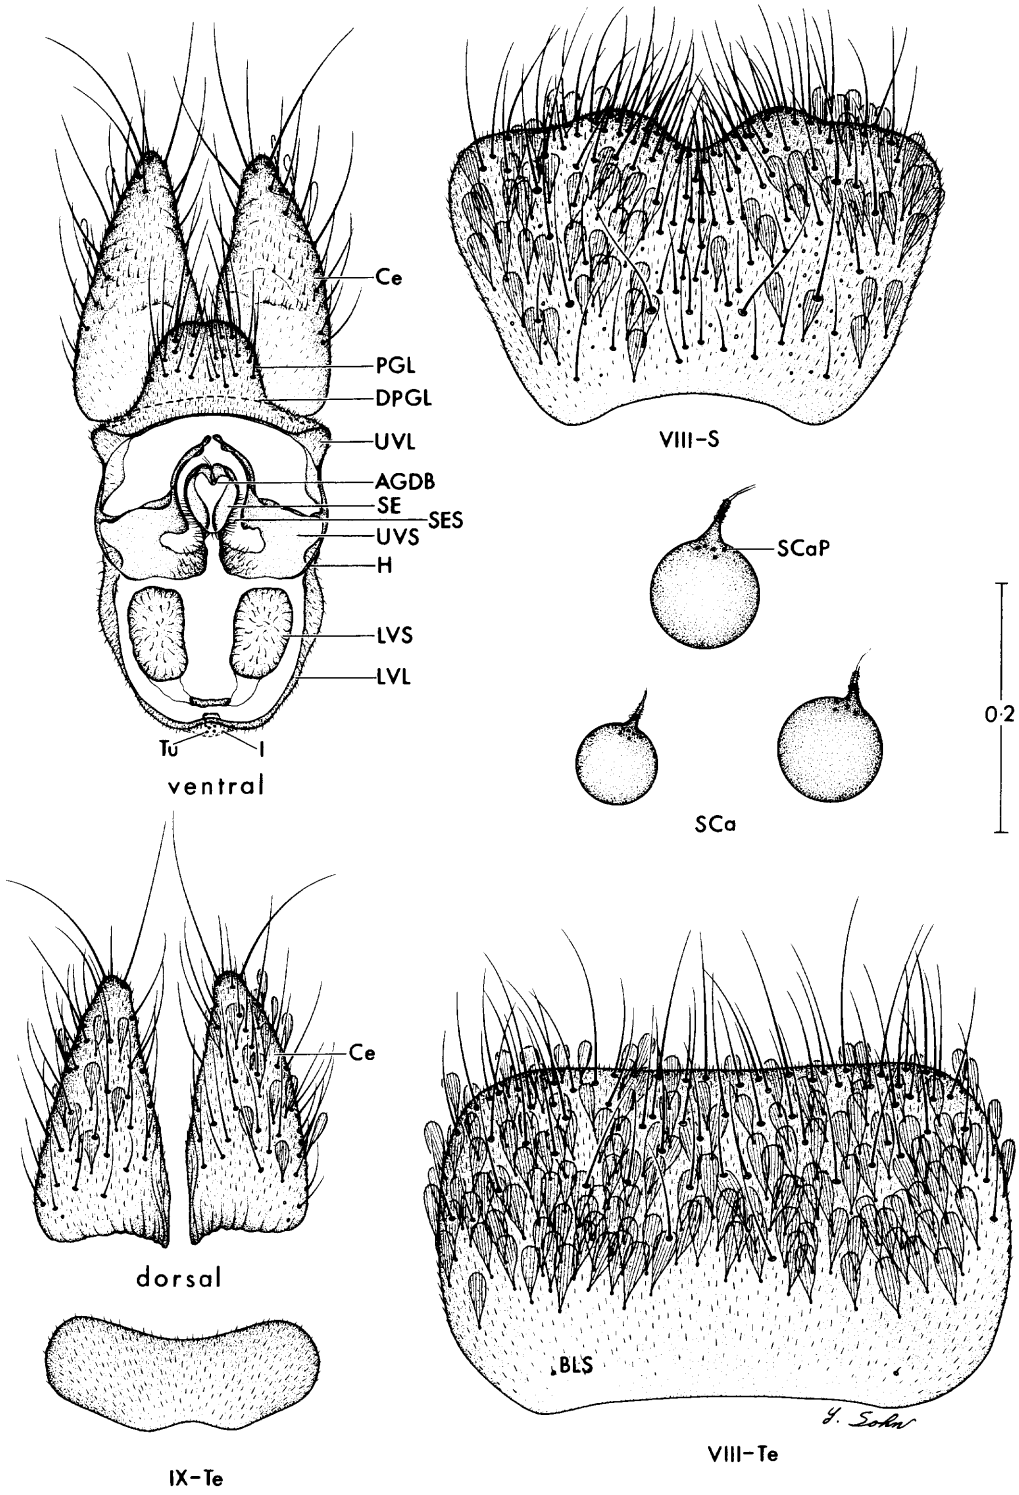 Ce
PGL
DPGL
UVL
AGDB
SE
SES
UVS
H
LVS
LVL
Tu
I
ventral
VIII-S
SCaP
SCa
0·2
Ce
dorsal
IX-Te
BLS
Y. Sohn
VIII-Te